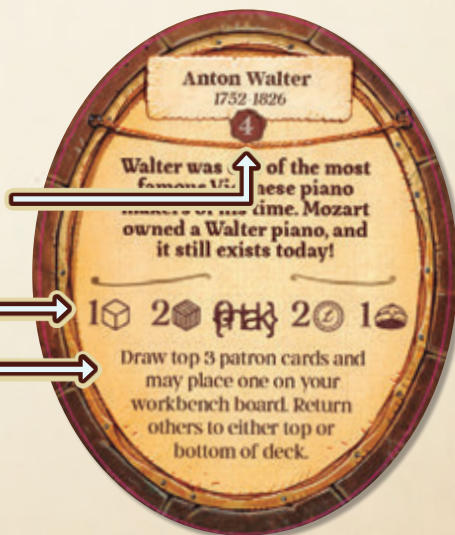 Anton Walter
1752-1826
4
Walter was of the most
famous Viennese piano
makers of his time. Mozart
owned a Walter piano, and
it still exists today!
1 2 2 1
Draw top 3 patron cards and
may place one on your
workbench board. Return
others to either top or
bottom of deck.